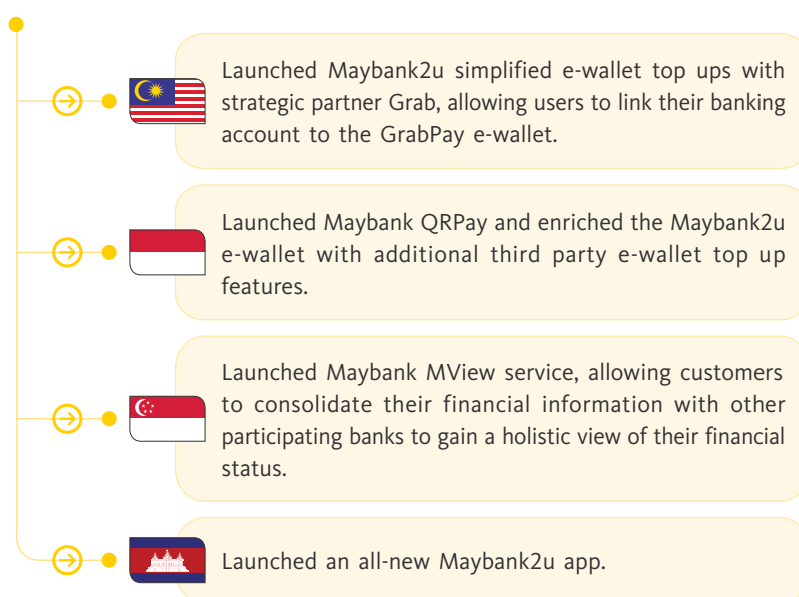 Launched Maybank2u simplified e-wallet top ups with
strategic partner Grab, allowing users to link their banking
account to the GrabPay e-wallet.
Launched Maybank QRPay and enriched the Maybank2u
e-wallet with additional third party e-wallet top up
features.
Launched Maybank MView service, allowing customers
to consolidate their financial information with other
participating banks to gain a holistic view of their financial
status.
Launched an all-new Maybank2u app.